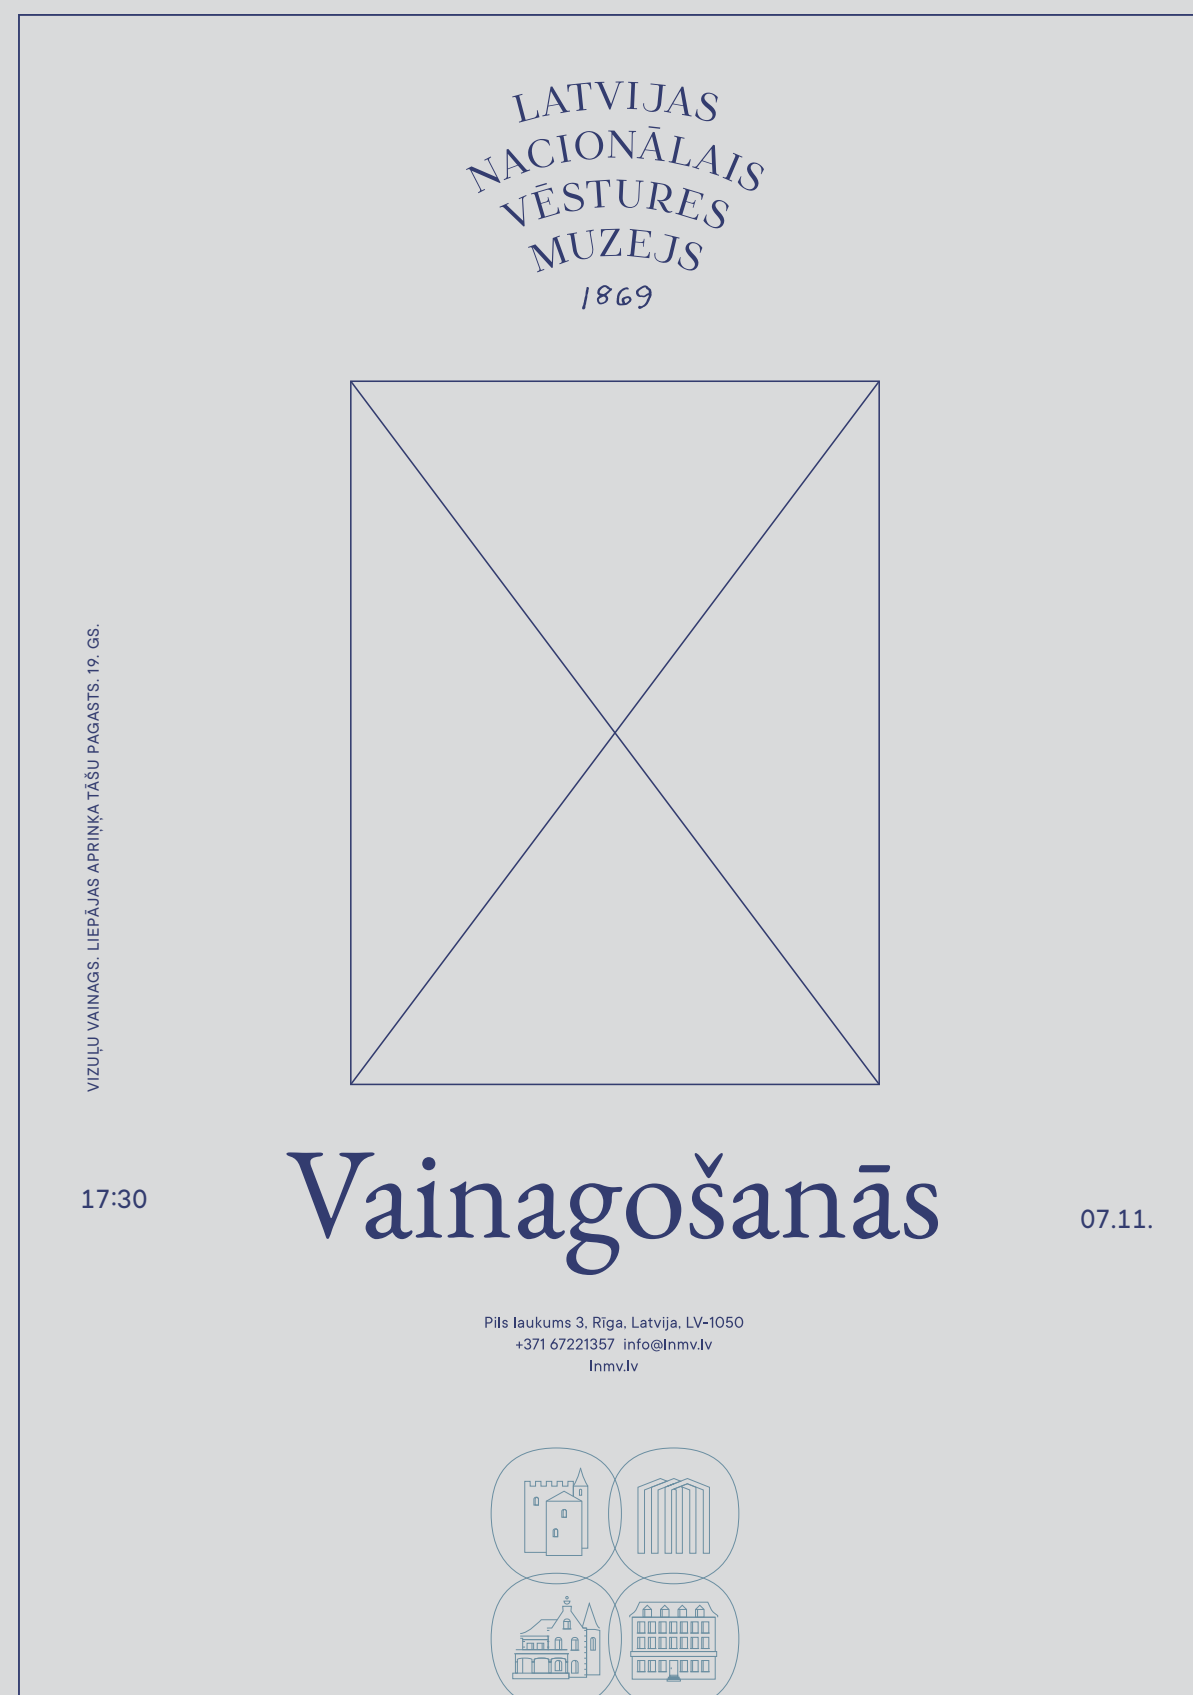 LATVIJAS
NACIONĀLAIS
VĒSTURES
MUZEJS
1869
VIZUĻU VAINAGS. LIEPĀJAS APRIŅĶA TĀŠU PAGASTS. 19. GS.
17:30
Vainagošanās
07.11.
Pils laukums 3, Rīga, Latvija, LV-1050
+371 67221357 info@lnmv.lv
lnmv.lv